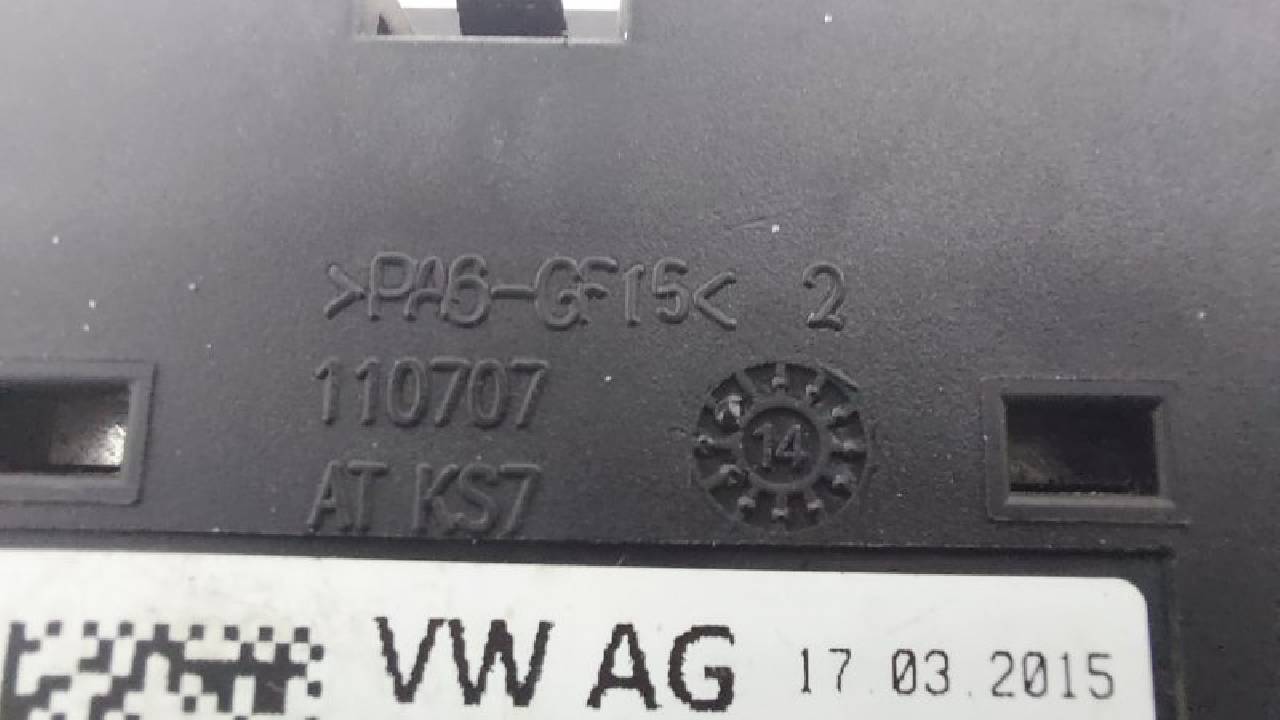 >PA6-GF15< 2
110707
AT KS7
14
VW AG 17.03.2015